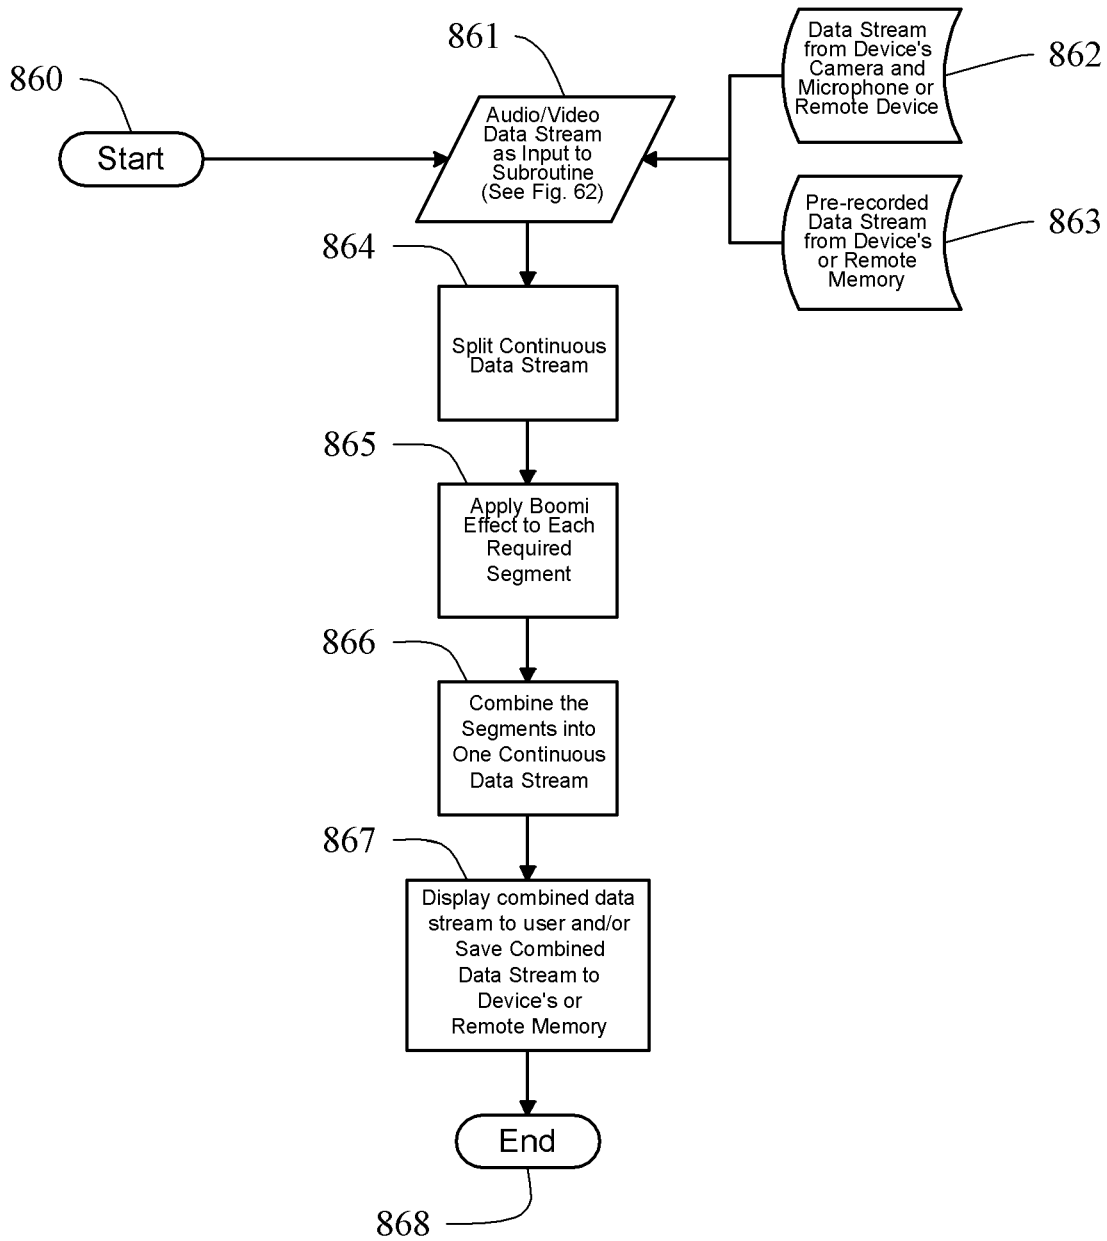 860
Start
861
Audio/Video
Data Stream
as Input to
Subroutine
(See Fig. 62)
Data Stream
from Device's
Camera and
Microphone or
Remote Device
862
Pre-recorded
Data Stream
from Device's
or Remote
Memory
863
864
Split Continuous
Data Stream
865
Apply Boomi
Effect to Each
Required
Segment
866
Combine the
Segments into
One Continuous
Data Stream
867
Display combined data
stream to user and/or
Save Combined
Data Stream to
Device's or
Remote Memory
End
868